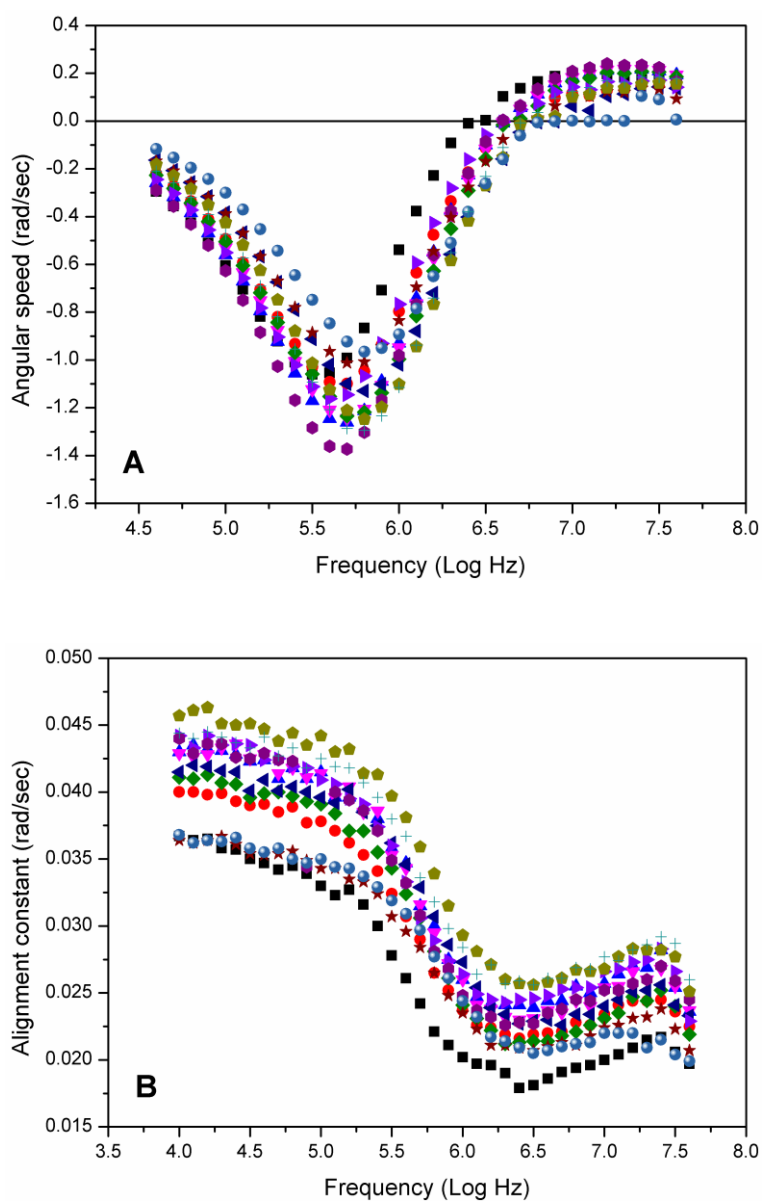 0.4
0.2
0.0
-0.2
-0.4
-0.6
-0.8
-1.0
-1.2
-1.4
-1.6
Angular speed (rad/sec)
A
4.5 5.0 5.5 6.0 6.5 7.0 7.5 8.0
Frequency (Log Hz)
0.050
0.045
0.040
0.035
0.030
0.025
0.020
0.015
Alignment constant (rad/sec)
B
3.5 4.0 4.5 5.0 5.5 6.0 6.5 7.0 7.5 8.0
Frequency (Log Hz)